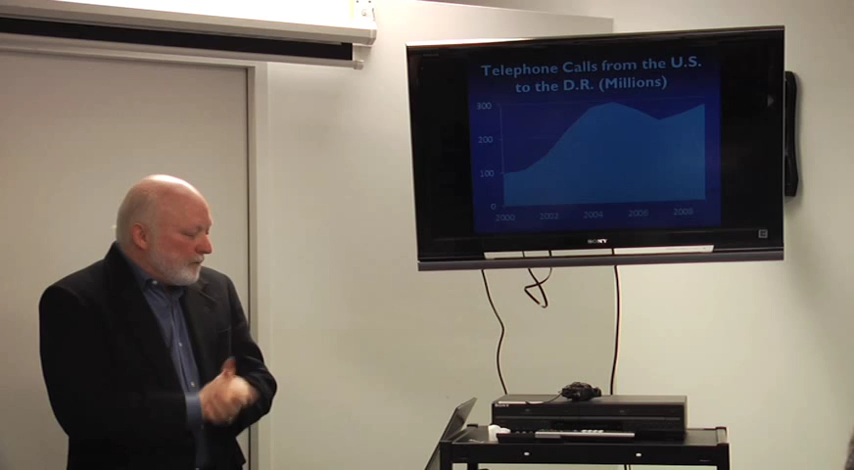 Telephone Calls from the U.S.
to the D.R. (Millions)
300
200
100
0
2000 2002 2004 2006 2008
SONY